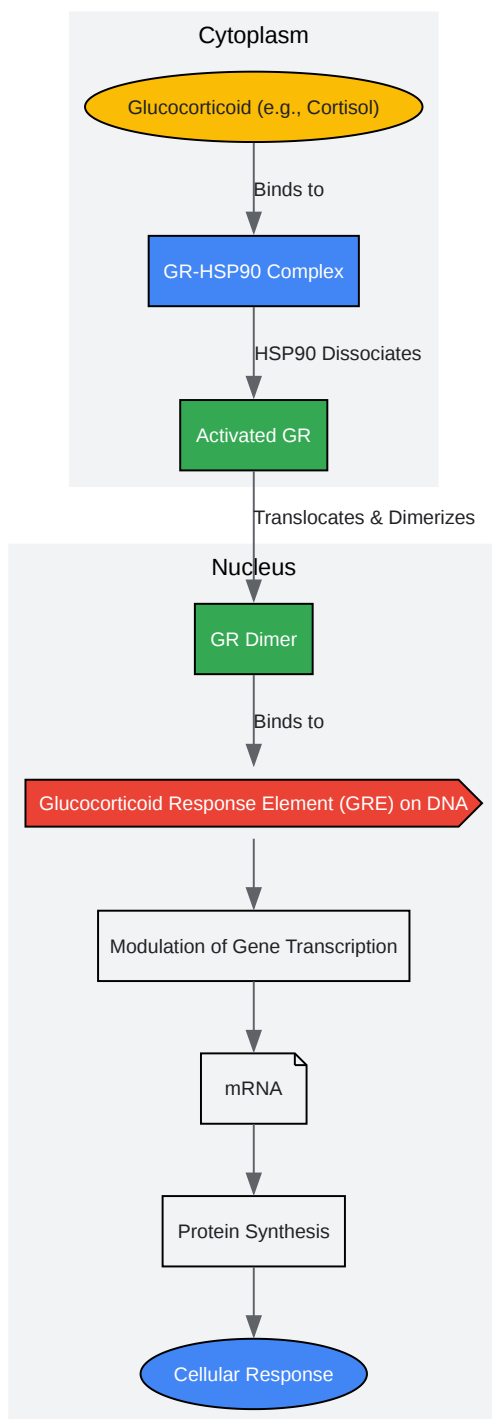 Cytoplasm
Glucocorticoid (e.g., Cortisol)
Binds to
GR-HSP90 Complex
HSP90 Dissociates
Activated GR
Translocates & Dimerizes
Nucleus
GR Dimer
Binds to
Glucocorticoid Response Element (GRE) on DNA
Modulation of Gene Transcription
mRNA
Protein Synthesis
Cellular Response